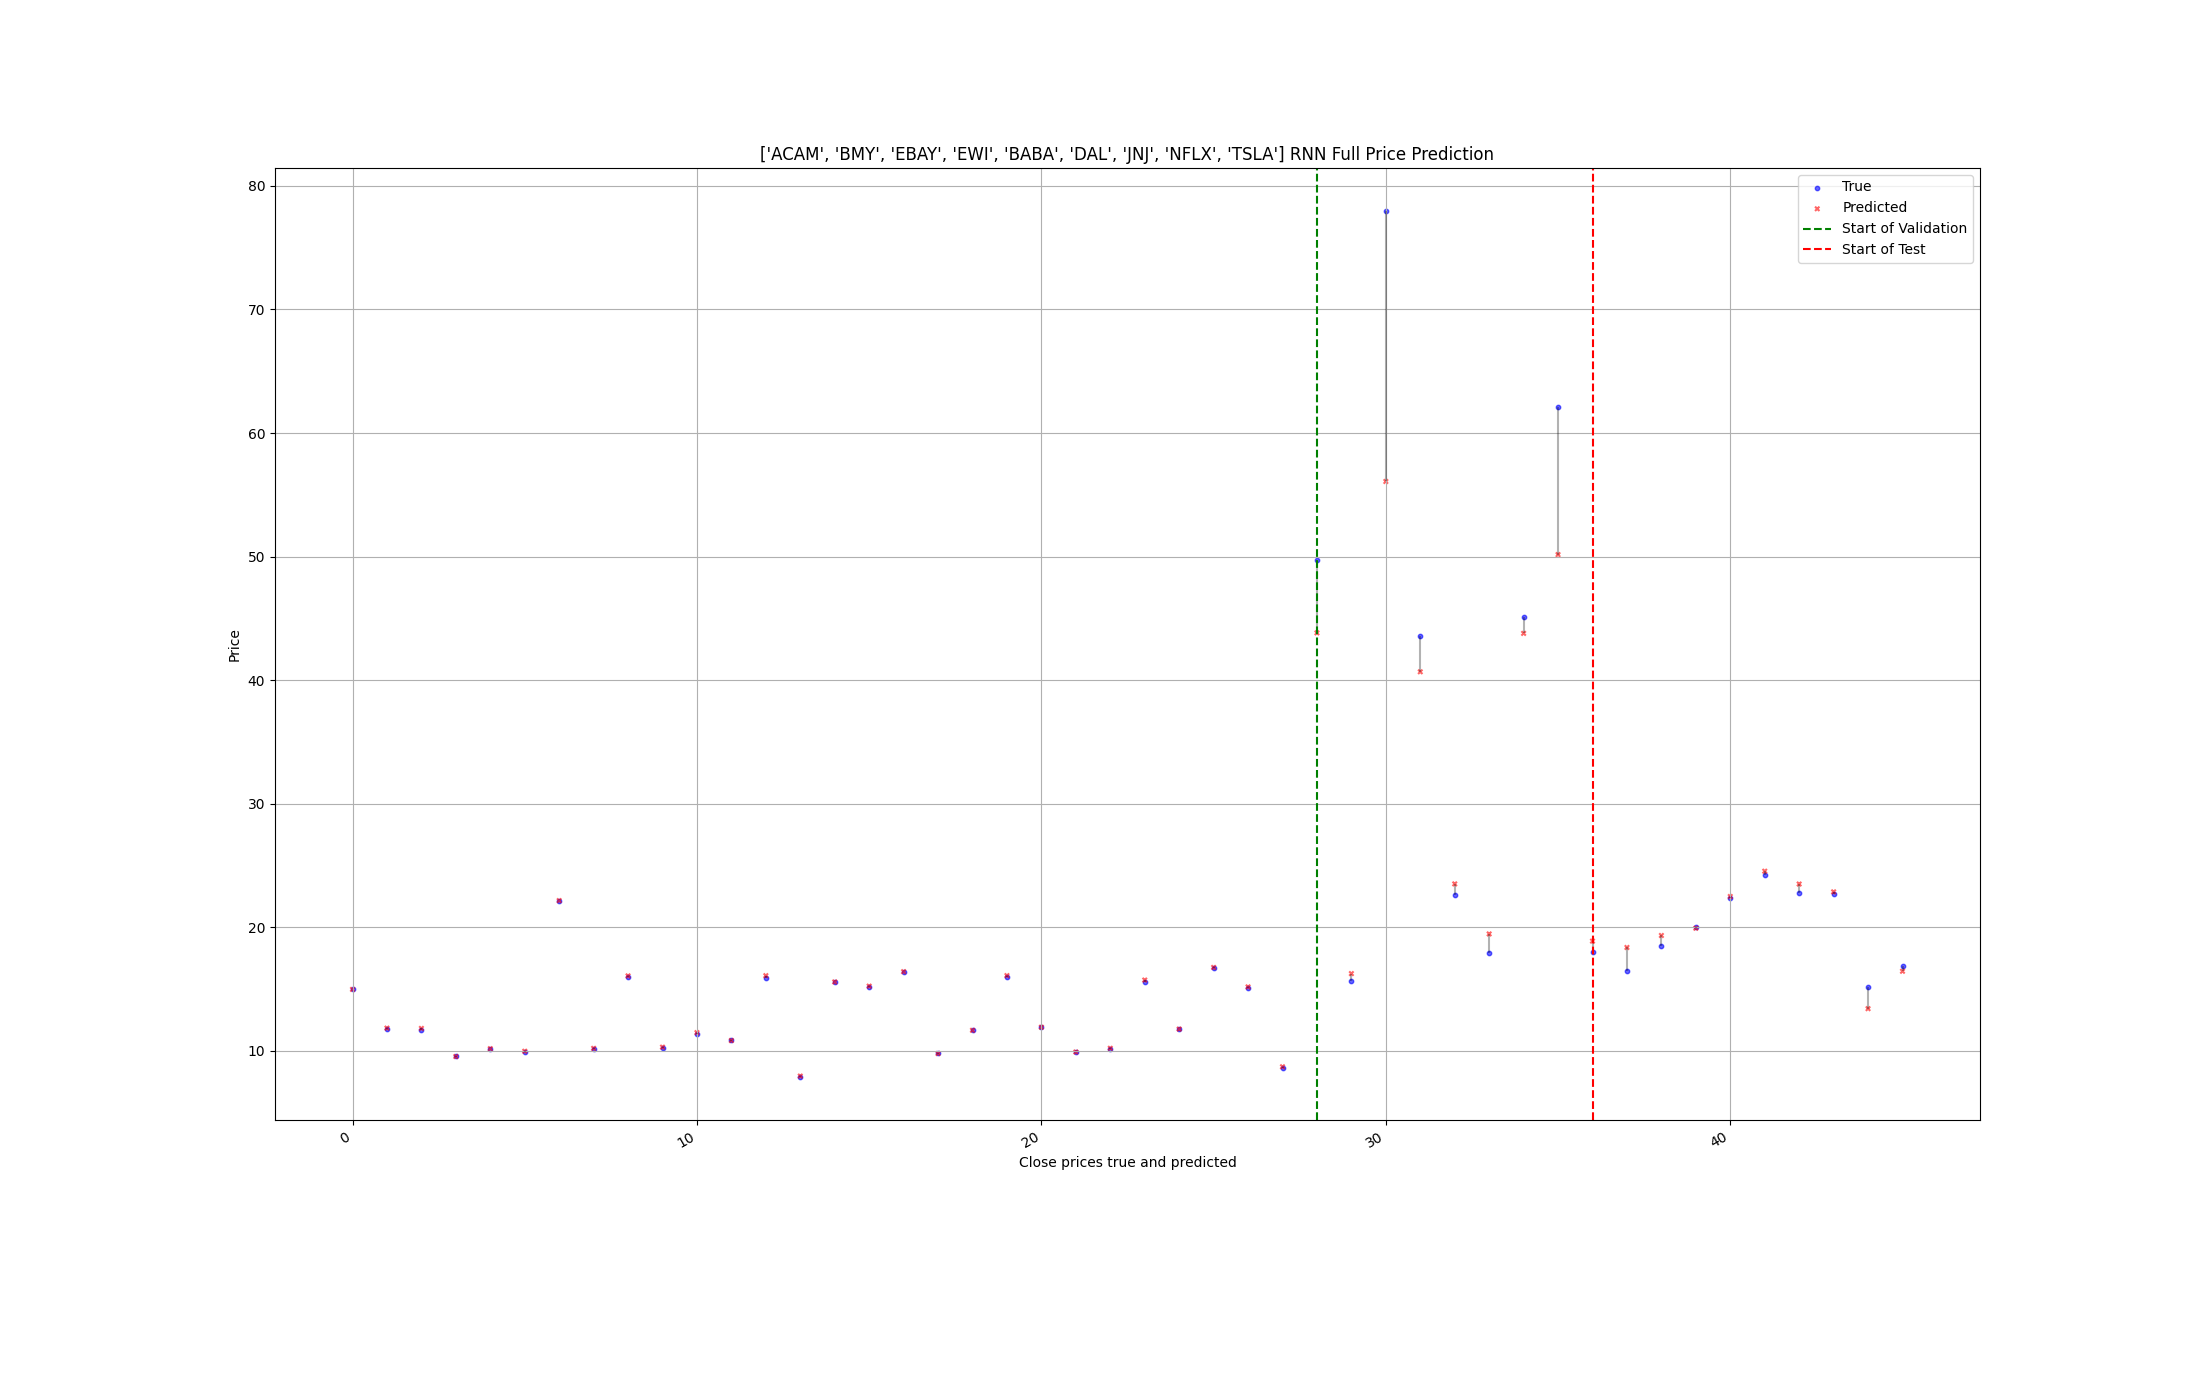 ['ACAM', 'BMY', 'EBAY', 'EWI', 'BABA', 'DAL', 'JNJ', 'NFLX', 'TSLA'] RNN Full Price Prediction
True
Predicted
Start of Validation
Start of Test
Price
80
70
60
50
40
30
20
10
0
10
20
30
40
Close prices true and predicted